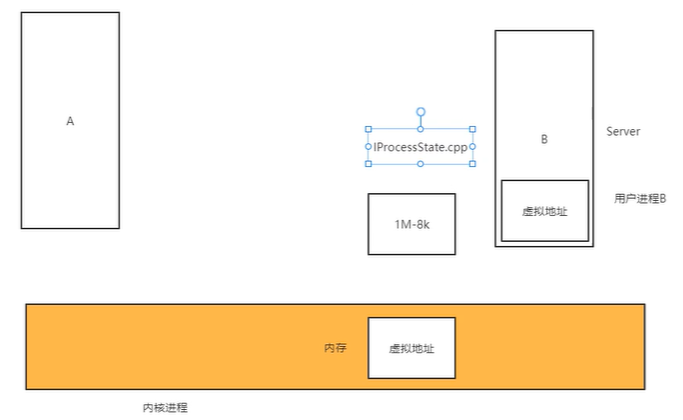 A
IProcessState.cpp
B
Server
用户进程B
虚拟地址
1M-8k
内存
虚拟地址
内核进程